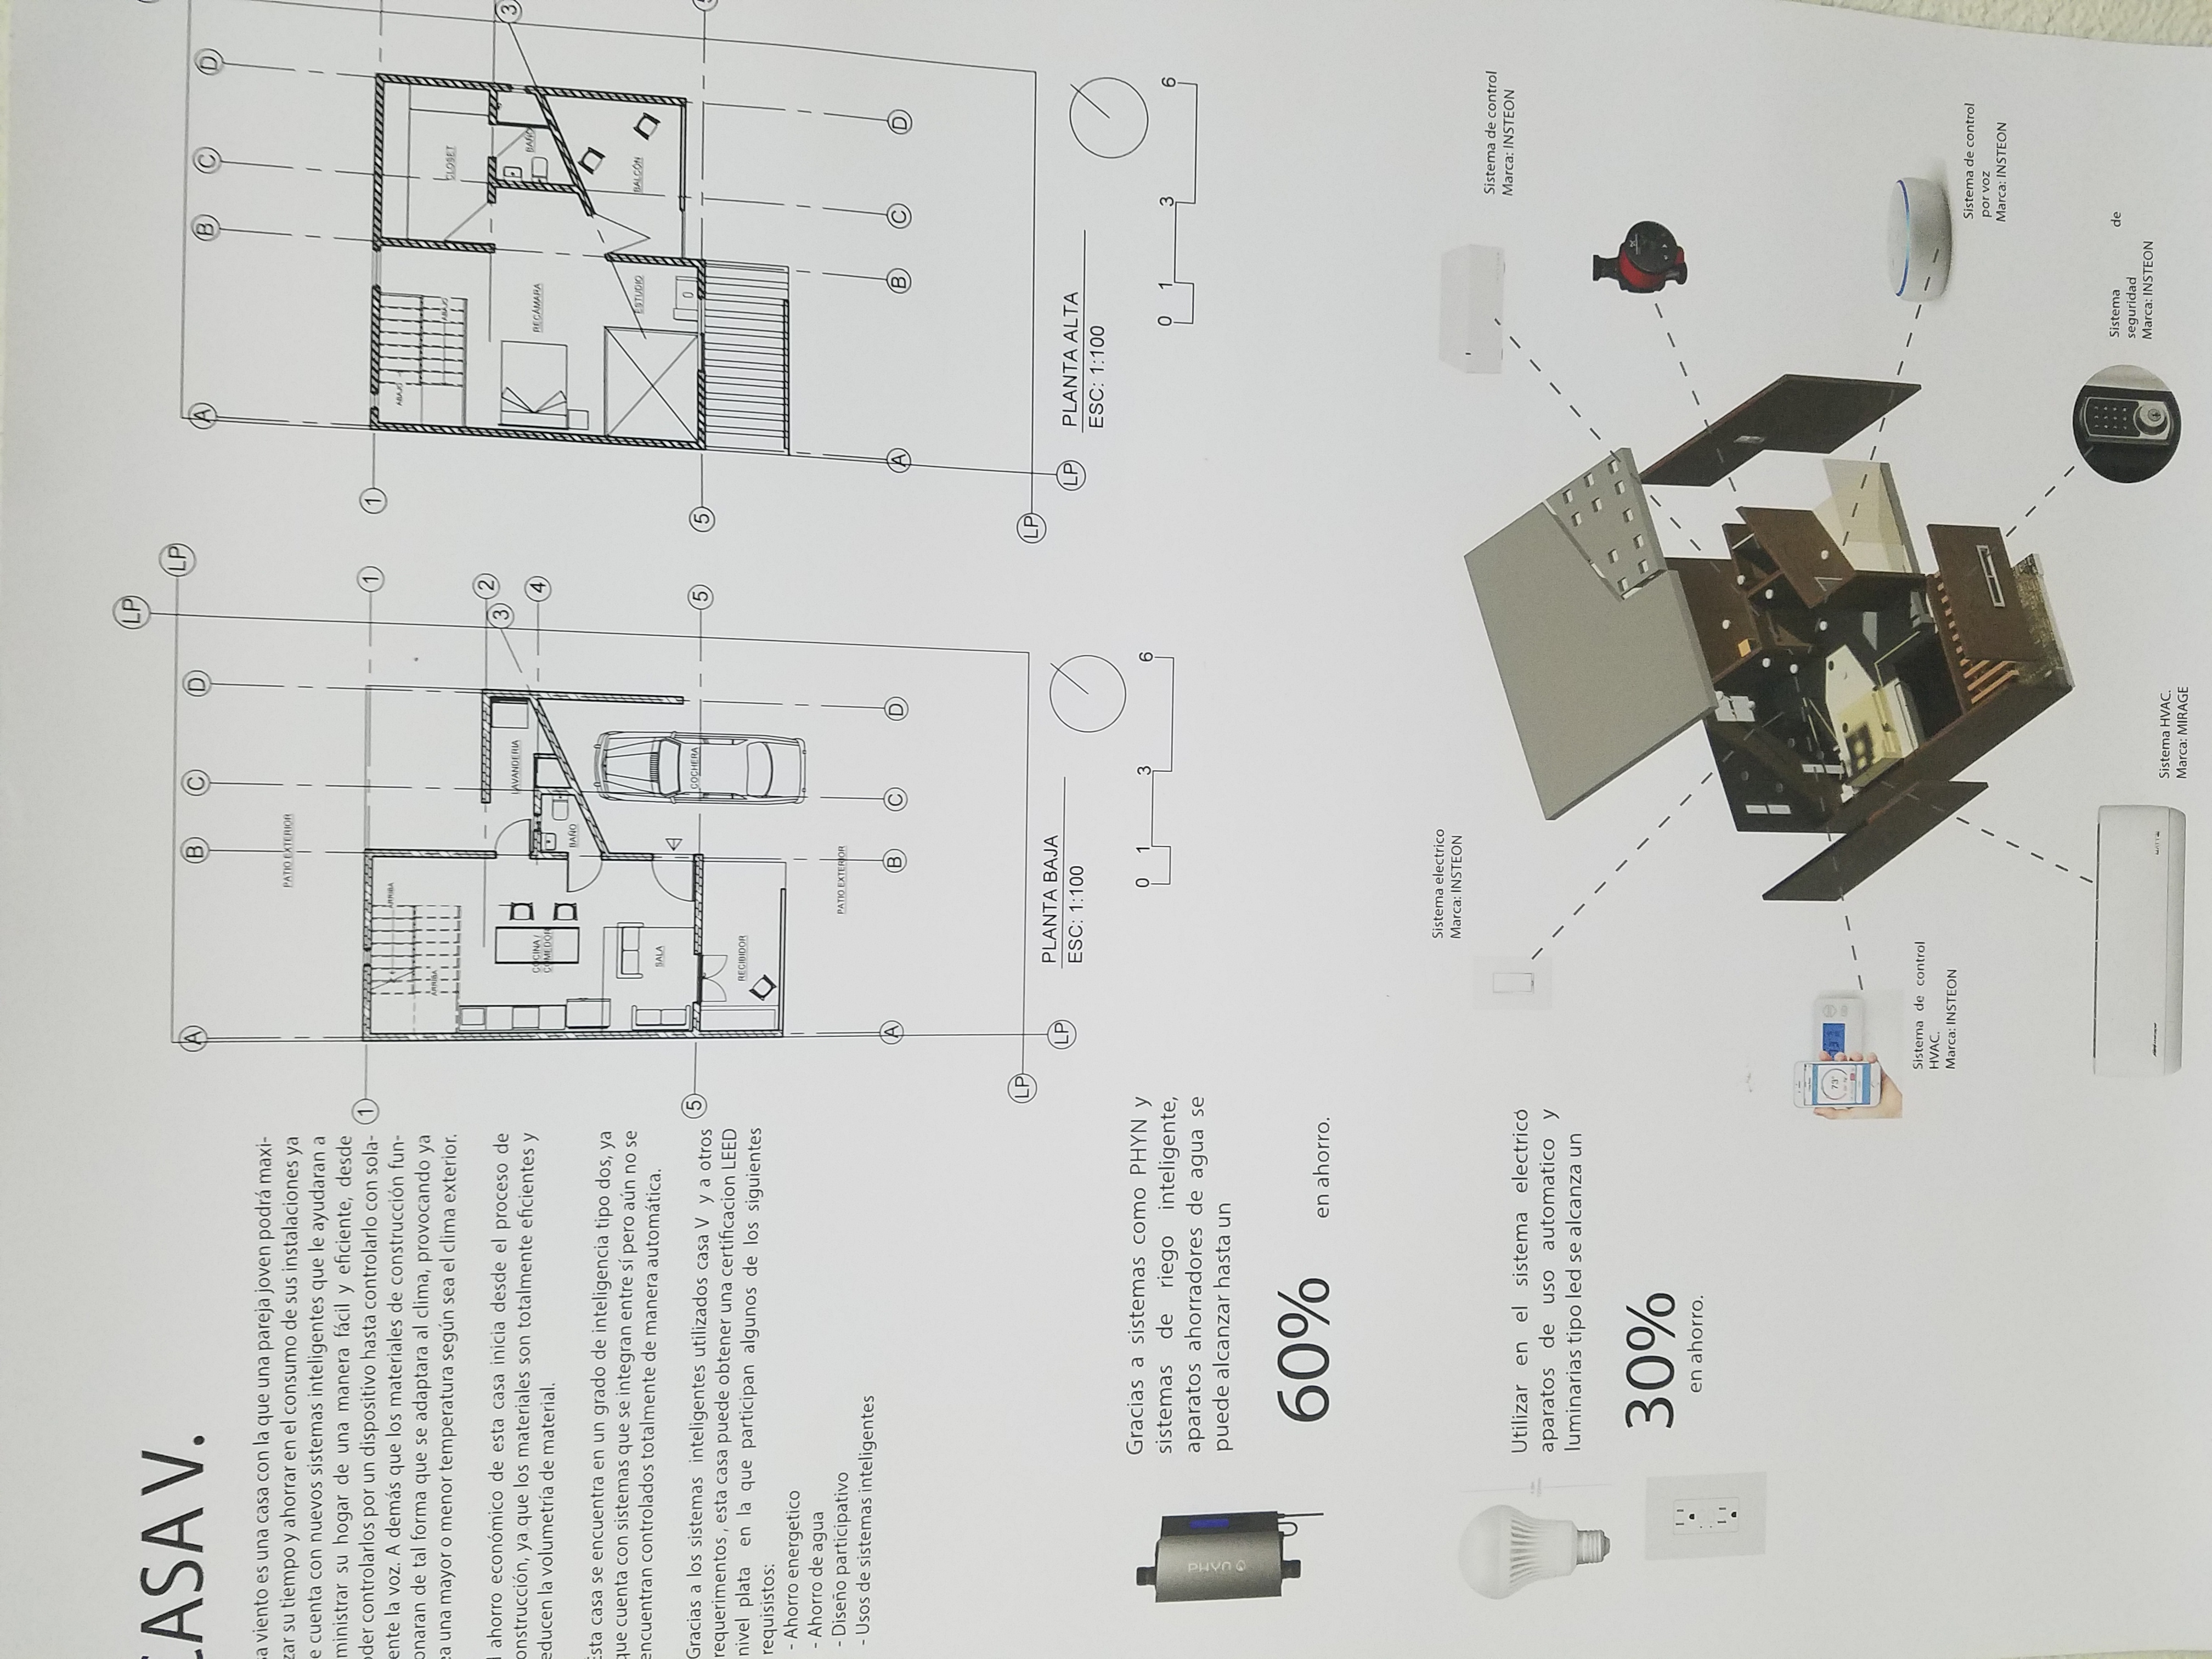 CASA V.
sa viento es una casa con la que una pareja joven podrá maxi-
zar su tiempo y ahorrar en el consumo de sus instalaciones ya
e cuenta con nuevos sistemas inteligentes que le ayudaran a
ministrar su hogar de una manera fácil y eficiente, desde
oder controlarlos por un dispositivo hasta controlarlo con sola-
ente la voz. A demás que los materiales de construcción fun-
onaran de tal forma que se adaptara al clima, provocando ya
ea una mayor o menor temperatura según sea el clima exterior.
l ahorro económico de esta casa inicia desde el proceso de
onstrucción, ya que los materiales son totalmente eficientes y
educen la volumetría de material.
Esta casa se encuentra en un grado de inteligencia tipo dos, ya
que cuenta con sistemas que se integran entre sí pero aún no se
encuentran controlados totalmente de manera automática.
Gracias a los sistemas inteligentes utilizados casa V y a otros
requerimentos , esta casa puede obtener una certificacion LEED
nivel plata en la que participan algunos de los siguientes
requisistos:
- Ahorro energetico
- Ahorro de agua
- Diseño participativo
- Usos de sistemas inteligentes
LP
LP
A B C D
PATIO EXTERIOR
1 1
ARRIBA
ARRIBA
2
3
LAVANDERIA
4
COCINA /
COMEDOR
BAÑO
SALA
5 COCHERA 5
RECIBIDOR
PATIO EXTERIOR
A B C D
LP
LP
PLANTA BAJA
ESC: 1:100
0 1 3 6
A B C D
1
ABAJO
ABAJO
CLOSET
3
BAÑO
RECÁMARA
ESTUDIO
BALCÓN
5 5
A B C D
LP
LP
PLANTA ALTA
ESC: 1:100
0 1 3 6
PHYN
Gracias a sistemas como PHYN y
sistemas de riego inteligente,
aparatos ahorradores de agua se
puede alcanzar hasta un
60%
en ahorro.
Utilizar en el sistema electrico
aparatos de uso automatico y
luminarias tipo led se alcanza un
30%
en ahorro.
Sistema electrico
Marca: INSTEON
Sistema de control
Marca: INSTEON
73°
Sistema de control
HVAC.
Marca: INSTEON
Sistema de control
por voz
Marca: INSTEON
Sistema de
seguridad
Marca: INSTEON
Sistema HVAC.
Marca: MIRAGE